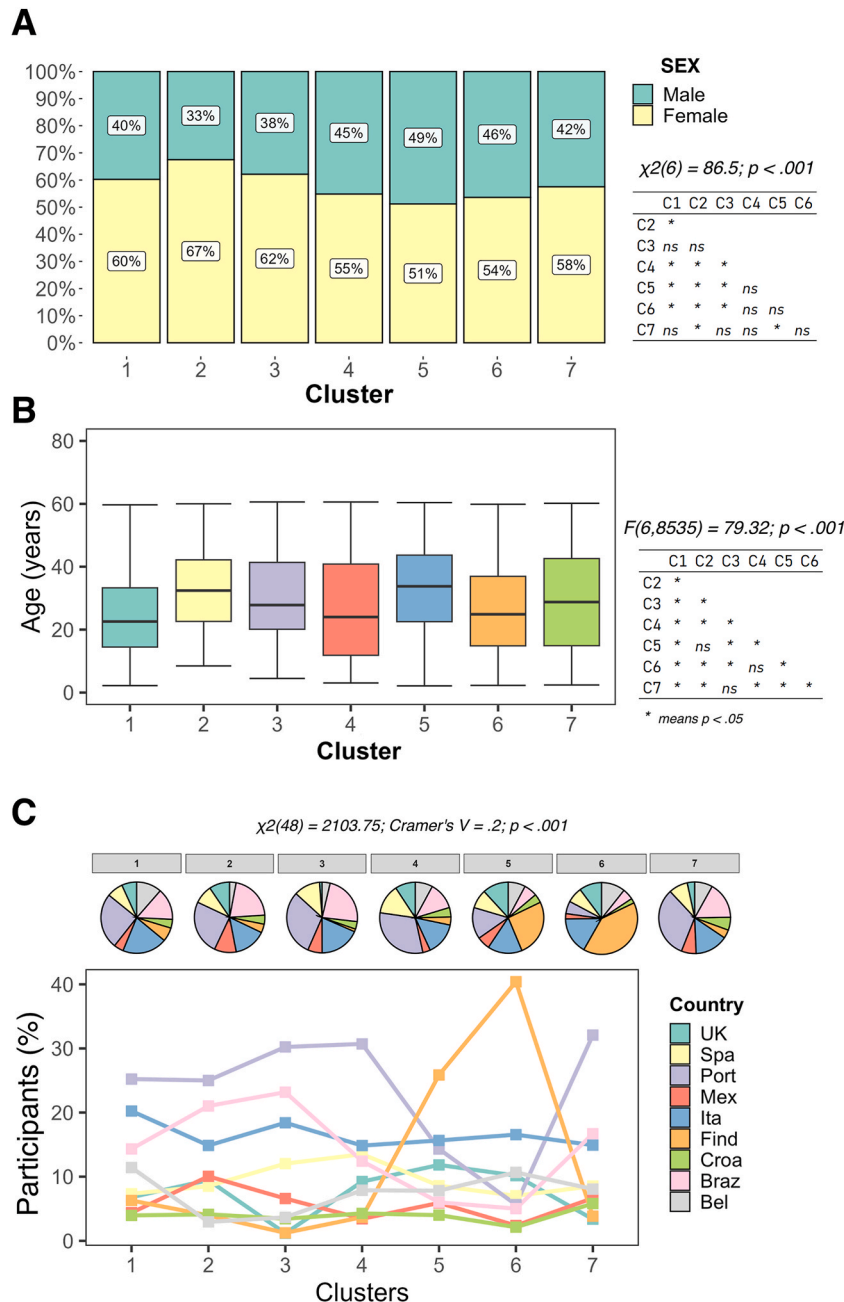 A
SEX
Male
Female
100%
90%
80%
70%
60%
50%
40%
30%
20%
10%
0%
40%
33%
38%
45%
49%
46%
42%
60%
67%
62%
55%
51%
54%
58%
1 2 3 4 5 6 7
Cluster
χ2(6) = 86.5; p < .001
C1 C2 C3 C4 C5 C6
C2 *
C3 ns ns
C4 * * *
C5 * * * ns
C6 * * * ns ns
C7 ns * ns ns * ns
B
Age (years)
80
60
40
20
0
1 2 3 4 5 6 7
Cluster
F(6,8535) = 79.32; p < .001
C1 C2 C3 C4 C5 C6
C2 *
C3 * *
C4 * * *
C5 * ns * *
C6 * * * ns *
C7 * * ns * * *
* means p < .05
C
χ2(48) = 2103.75; Cramer's V = .2; p < .001
1 2 3 4 5 6 7
Participants (%)
40
30
20
10
0
1 2 3 4 5 6 7
Clusters
Country
UK
Spa
Port
Mex
Ita
Find
Croa
Braz
Bel